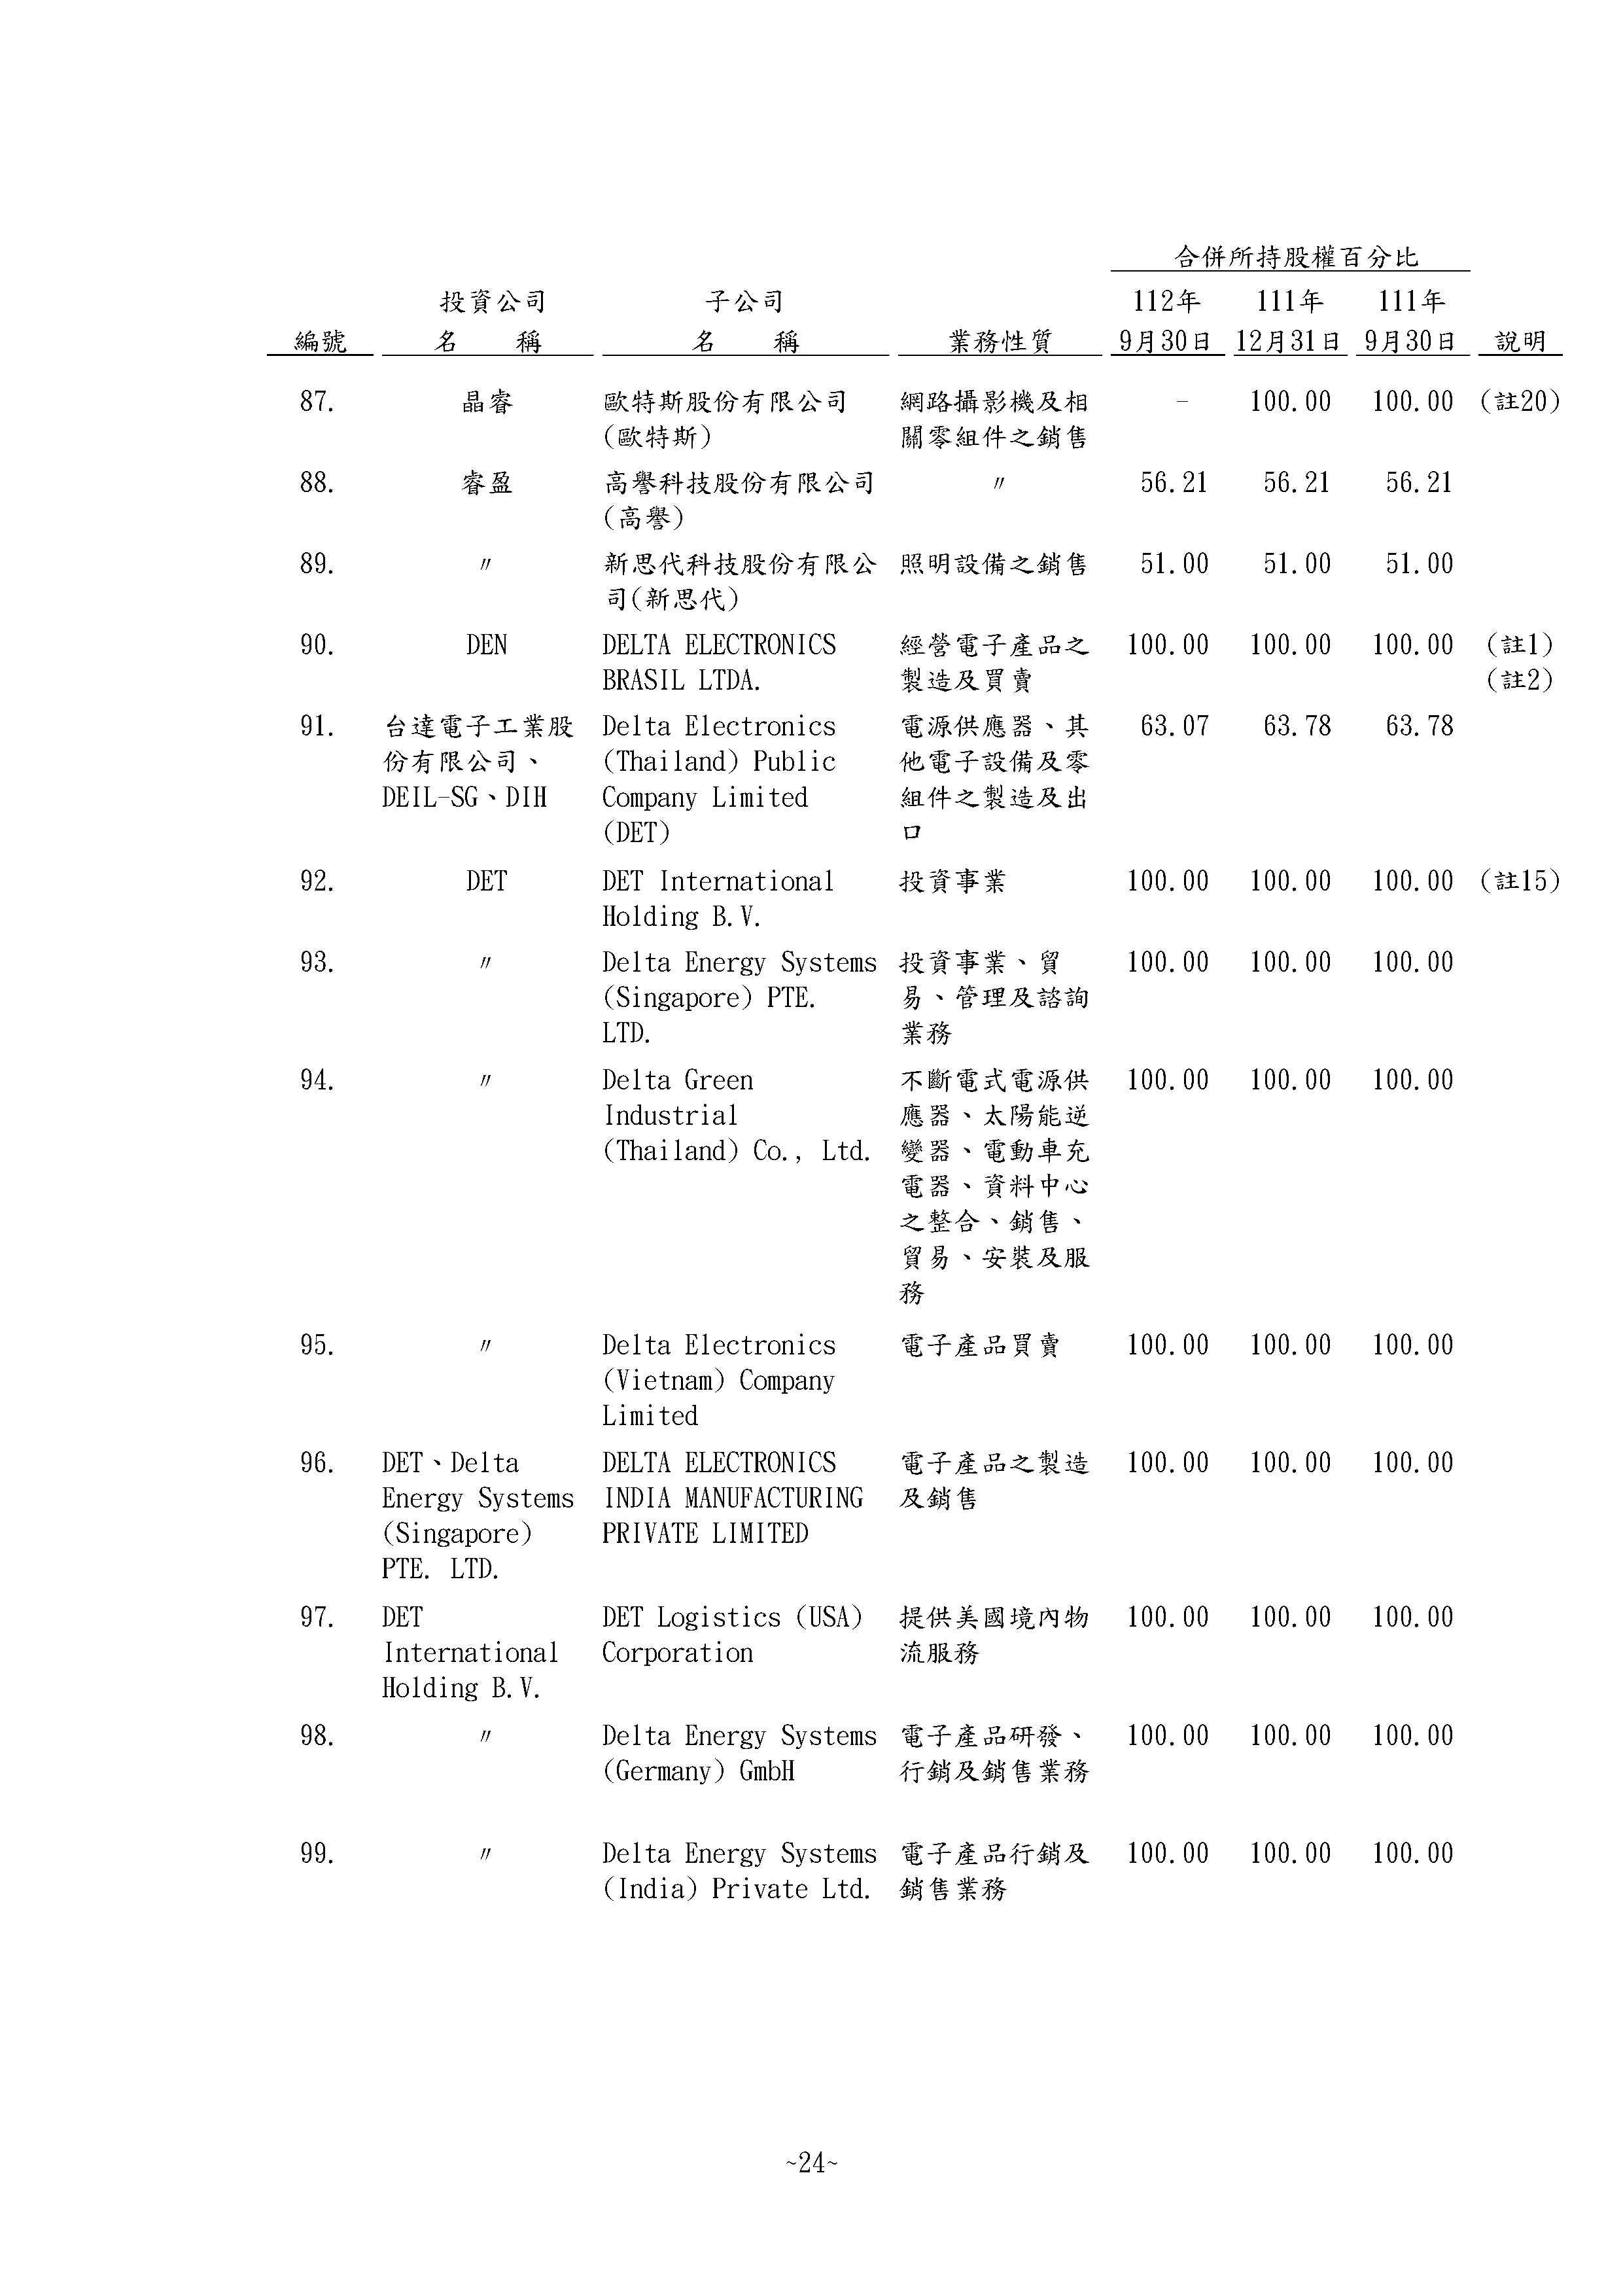 合併所持股權百分比
投資公司 子公司 112年 111年 111年
編號 名 稱 名 稱 業務性質 9月30日 12月31日 9月30日 說明
87. 晶睿 歐特斯股份有限公司 網路攝影機及相 - 100.00 100.00 (註20)
(歐特斯) 關零組件之銷售
88. 睿盈 高譽科技股份有限公司 〃 56.21 56.21 56.21
(高譽)
89. 〃 新思代科技股份有限公 照明設備之銷售 51.00 51.00 51.00
司(新思代)
90. DEN DELTA ELECTRONICS 經營電子產品之 100.00 100.00 100.00 (註1)
BRASIL LTDA. 製造及買賣 (註2)
91. 台達電子工業股 Delta Electronics 電源供應器、其 63.07 63.78 63.78
份有限公司、 (Thailand) Public 他電子設備及零
DEIL-SG、DIH Company Limited 組件之製造及出
(DET) 口
92. DET DET International 投資事業 100.00 100.00 100.00 (註15)
Holding B.V.
93. 〃 Delta Energy Systems 投資事業、貿 100.00 100.00 100.00
(Singapore) PTE. 易、管理及諮詢
LTD. 業務
94. 〃 Delta Green 不斷電式電源供 100.00 100.00 100.00
Industrial 應器、太陽能逆
(Thailand) Co., Ltd. 變器、電動車充
電器、資料中心
之整合、銷售、
貿易、安裝及服
務
95. 〃 Delta Electronics 電子產品買賣 100.00 100.00 100.00
(Vietnam) Company
Limited
96. DET、Delta DELTA ELECTRONICS 電子產品之製造 100.00 100.00 100.00
Energy Systems INDIA MANUFACTURING 及銷售
(Singapore) PRIVATE LIMITED
PTE. LTD.
97. DET DET Logistics (USA) 提供美國境內物 100.00 100.00 100.00
International Corporation 流服務
Holding B.V.
98. 〃 Delta Energy Systems 電子產品研發、 100.00 100.00 100.00
(Germany) GmbH 行銷及銷售業務
99. 〃 Delta Energy Systems 電子產品行銷及 100.00 100.00 100.00
(India) Private Ltd. 銷售業務
~24~